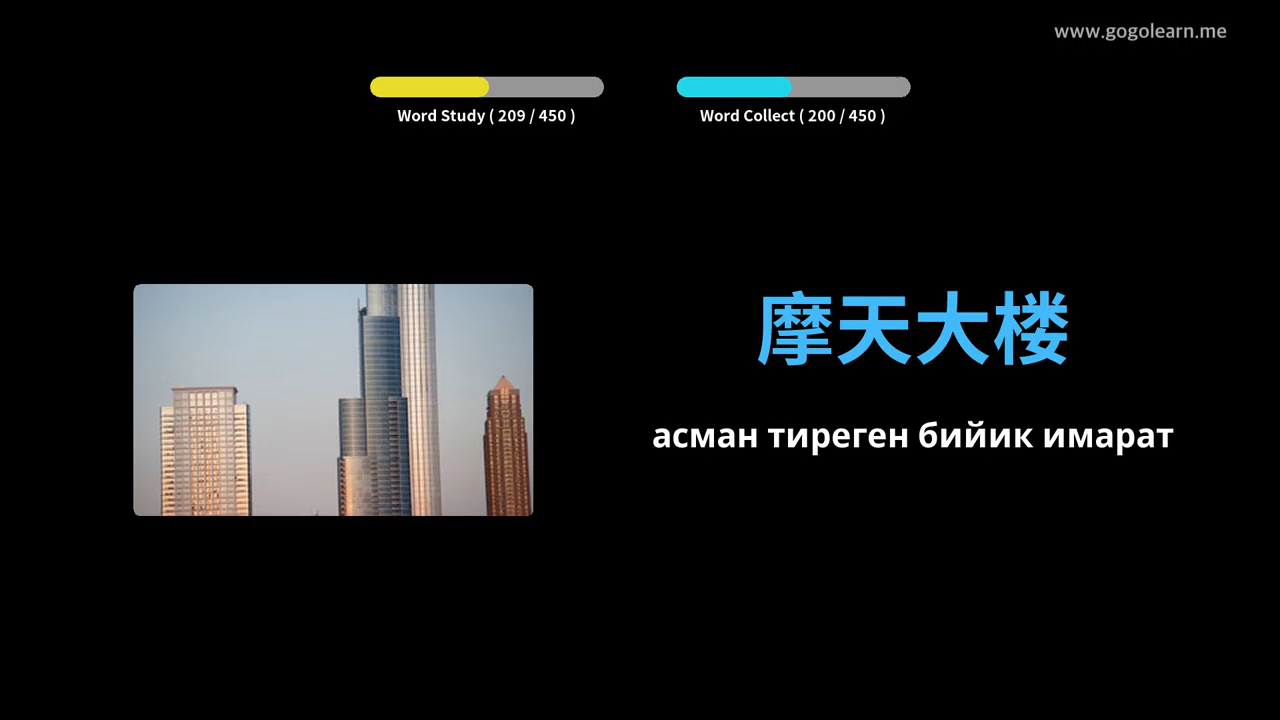 www.gogolearn.me
Word Study ( 209 / 450 )
Word Collect ( 200 / 450 )
摩天大楼
асман тиреген бийик имарат